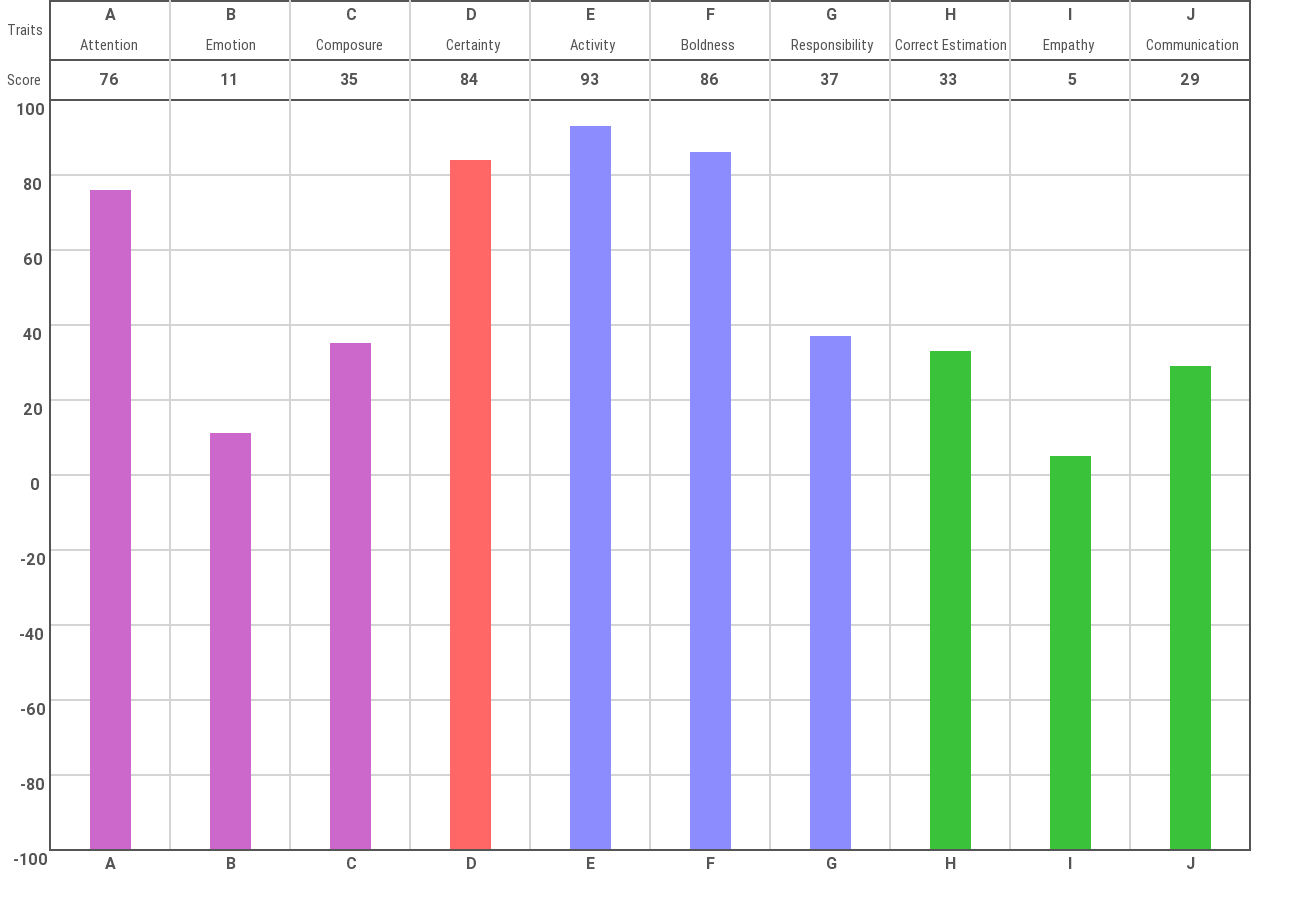 A B C D E F G H I J
Traits
Attention Emotion Composure Certainty Activity Boldness Responsibility Correct Estimation Empathy Communication
Score 76 11 35 84 93 86 37 33 5 29
100
80
60
40
20
0
-20
-40
-60
-80
-100
A B C D E F G H I J